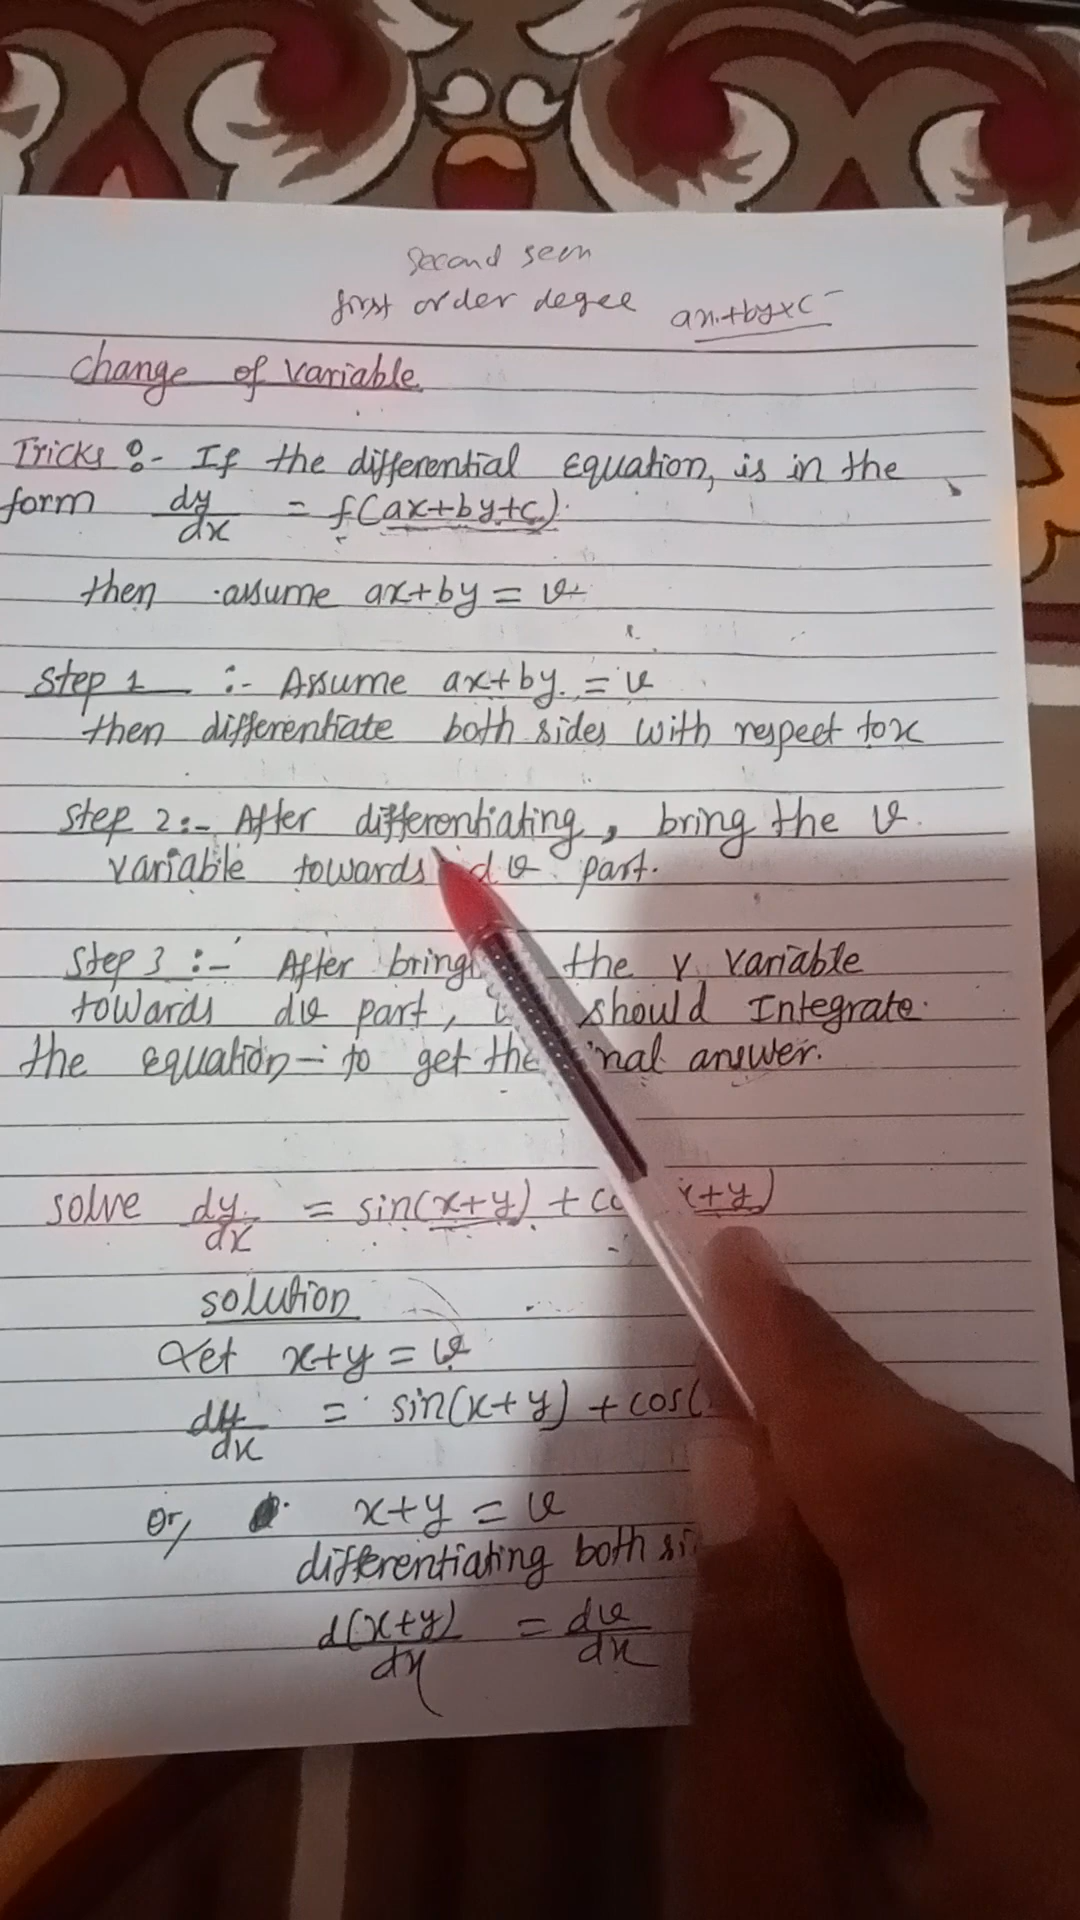 second sem
first order degee ax+by+c
Change of variable
Tricks :- If the differential Equation, is in the
form dy/dx = f(ax+by+c).
then assume ax+by = v
Step 1 :- Assume ax+by = v
then differentiate both sides with respect to x
Step 2:- After differentiating, bring the v
variable towards dv part.
Step 3 :- After bring the v variable
towards dv part, should Integrate
the equation to get the answer.
solve dy/dx = sin(x+y) + x+y)
solution
Let x+y = v
dy/dx = sin(x+y) + cos(
or, x+y = v
differentiating both
d(x+y)/dx = dv/dx